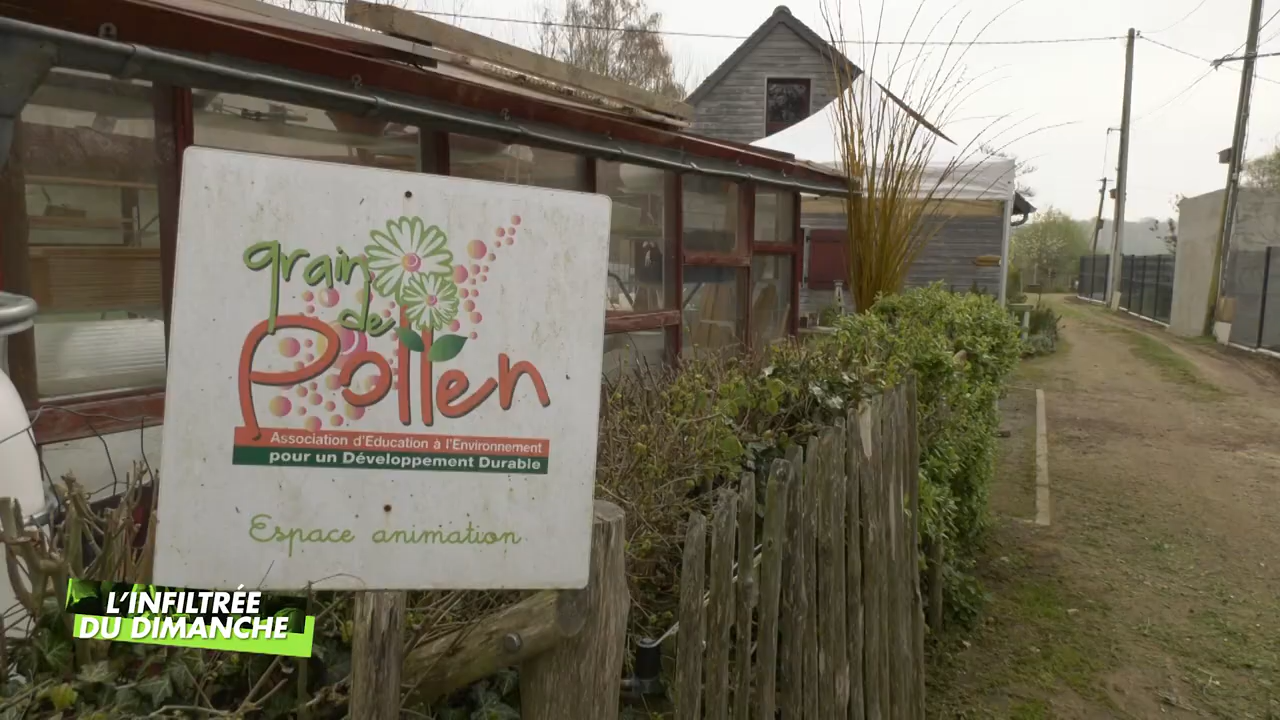 grain
de
Pollen
Association d'Education à l'Environnement
pour un Développement Durable
Espace animation
L'INFILTRÉE
DU DIMANCHE